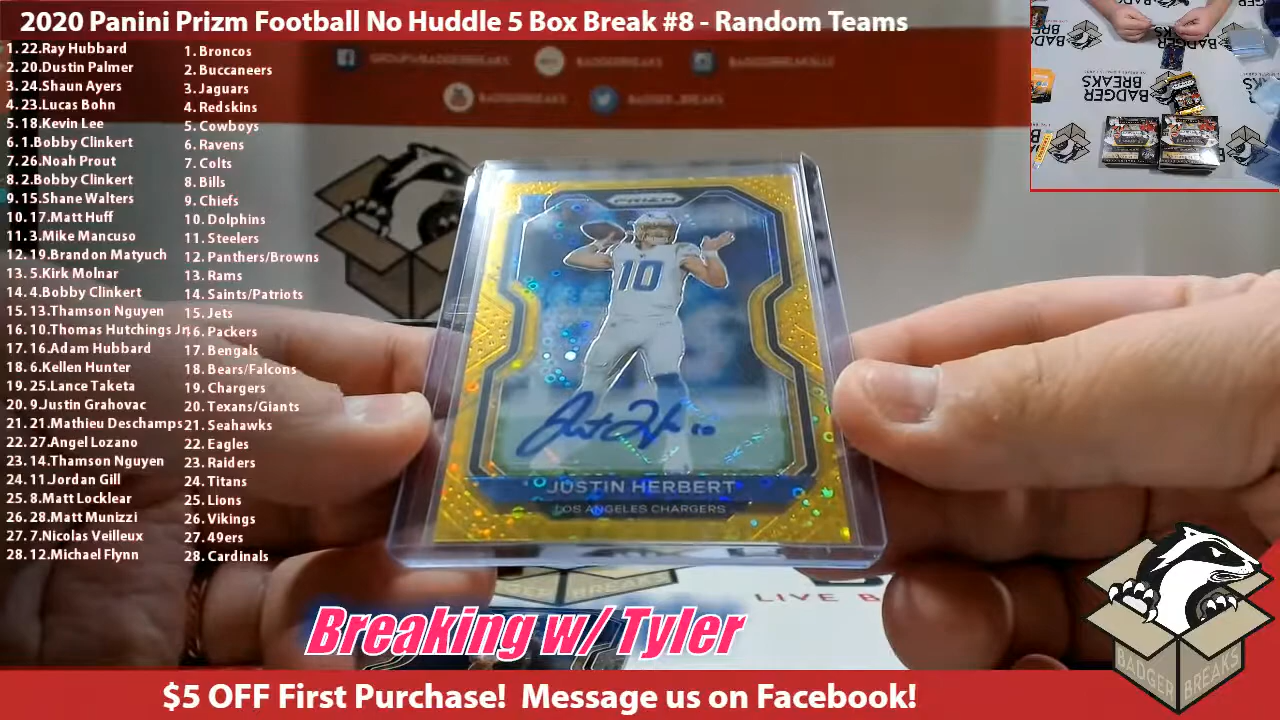 2020 Panini Prizm Football No Huddle 5 Box Break #8 - Random Teams
1. 22.Ray Hubbard
2. 20.Dustin Palmer
3. 24.Shaun Ayers
4. 23.Lucas Bohn
5. 18.Kevin Lee
6. 1.Bobby Clinkert
7. 26.Noah Prout
8. 2.Bobby Clinkert
9. 15.Shane Walters
10. 17.Matt Huff
11. 3.Mike Mancuso
12. 19.Brandon Matyuch
13. 5.Kirk Molnar
14. 4.Bobby Clinkert
15. 13.Thamson Nguyen
16. 10.Thomas Hutchings Jr.
17. 16.Adam Hubbard
18. 6.Kellen Hunter
19. 25.Lance Taketa
20. 9.Justin Grahovac
21. 21.Mathieu Deschamps
22. 27.Angel Lozano
23. 14.Thamson Nguyen
24. 11.Jordan Gill
25. 8.Matt Locklear
26. 28.Matt Munizzi
27. 7.Nicolas Veilleux
28. 12.Michael Flynn
1. Broncos
2. Buccaneers
3. Jaguars
4. Redskins
5. Cowboys
6. Ravens
7. Colts
8. Bills
9. Chiefs
10. Dolphins
11. Steelers
12. Panthers/Browns
13. Rams
14. Saints/Patriots
15. Jets
16. Packers
17. Bengals
18. Bears/Falcons
19. Chargers
20. Texans/Giants
21. Seahawks
22. Eagles
23. Raiders
24. Titans
25. Lions
26. Vikings
27. 49ers
28. Cardinals
PRIZM
10
10
JUSTIN HERBERT
LOS ANGELES CHARGERS
BADGER
BREAKS
LIVE B
Breaking w/ Tyler
BADGER BREAKS
$5 OFF First Purchase! Message us on Facebook!